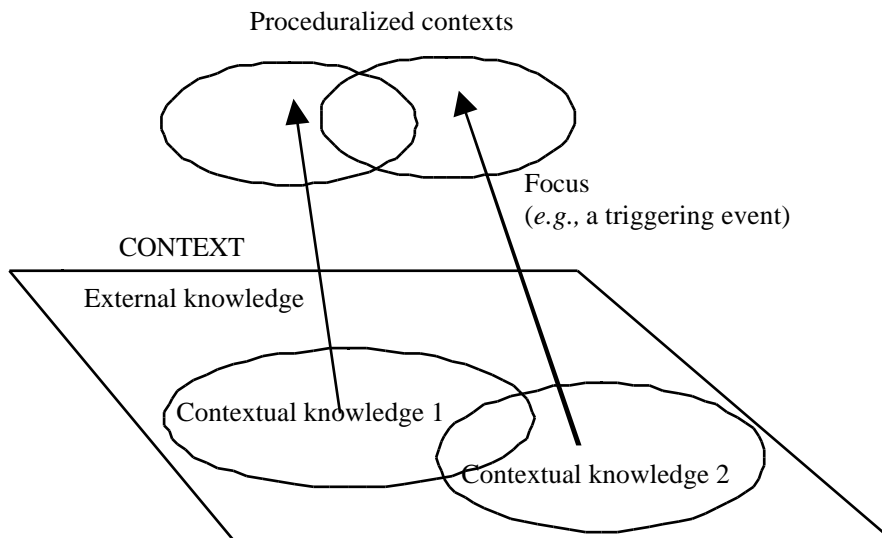 Proceduralized contexts
Focus
(e.g., a triggering event)
CONTEXT
External knowledge
Contextual knowledge 1
Contextual knowledge 2